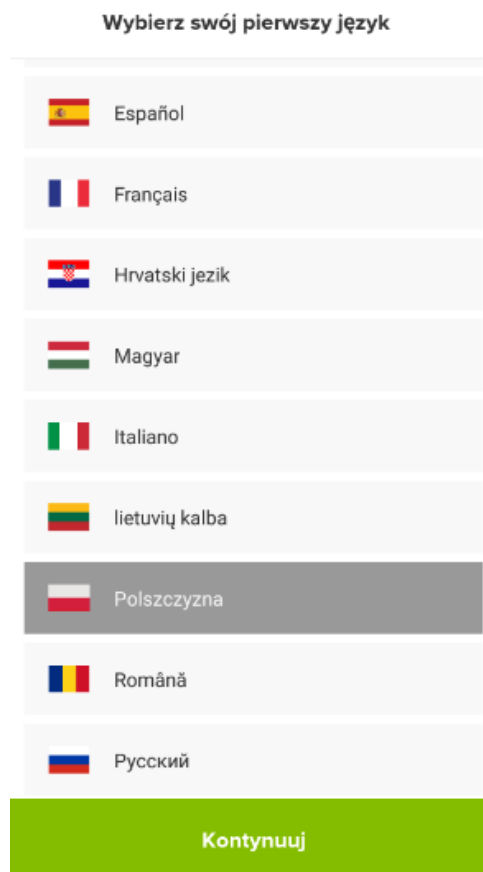 Wybierz swój pierwszy język
Español
Français
Hrvatski jezik
Magyar
Italiano
lietuvių kalba
Polszczyzna
Română
Русский
Kontynuuj